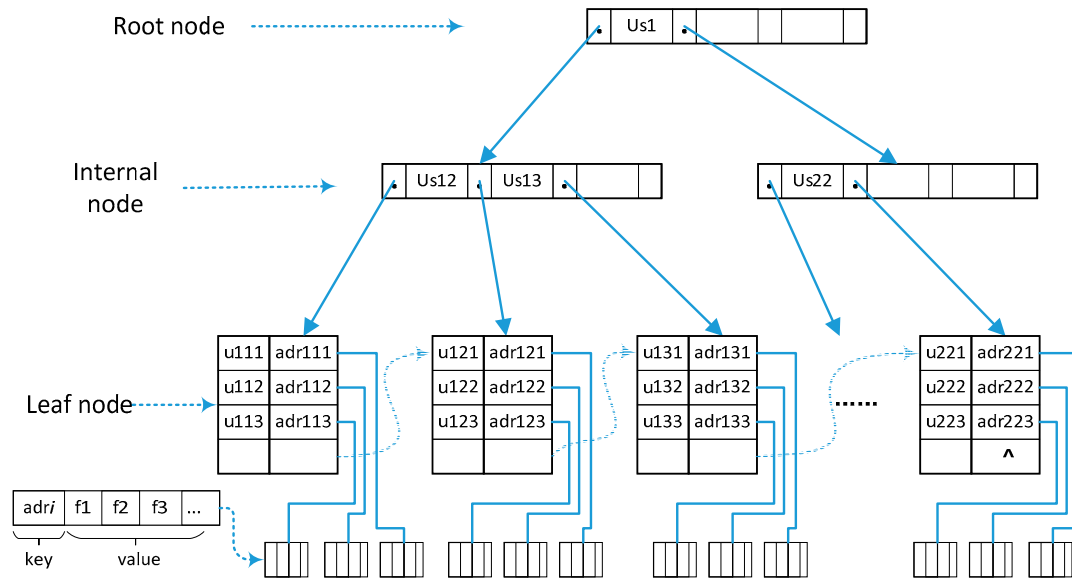 Root node
Us1
Internal
node
Us12 Us13
Us22
Leaf node
u111 adr111
u112 adr112
u113 adr113
u121 adr121
u122 adr122
u123 adr123
u131 adr131
u132 adr132
u133 adr133
......
u221 adr221
u222 adr222
u223 adr223
^
adri f1 f2 f3 ...
key value